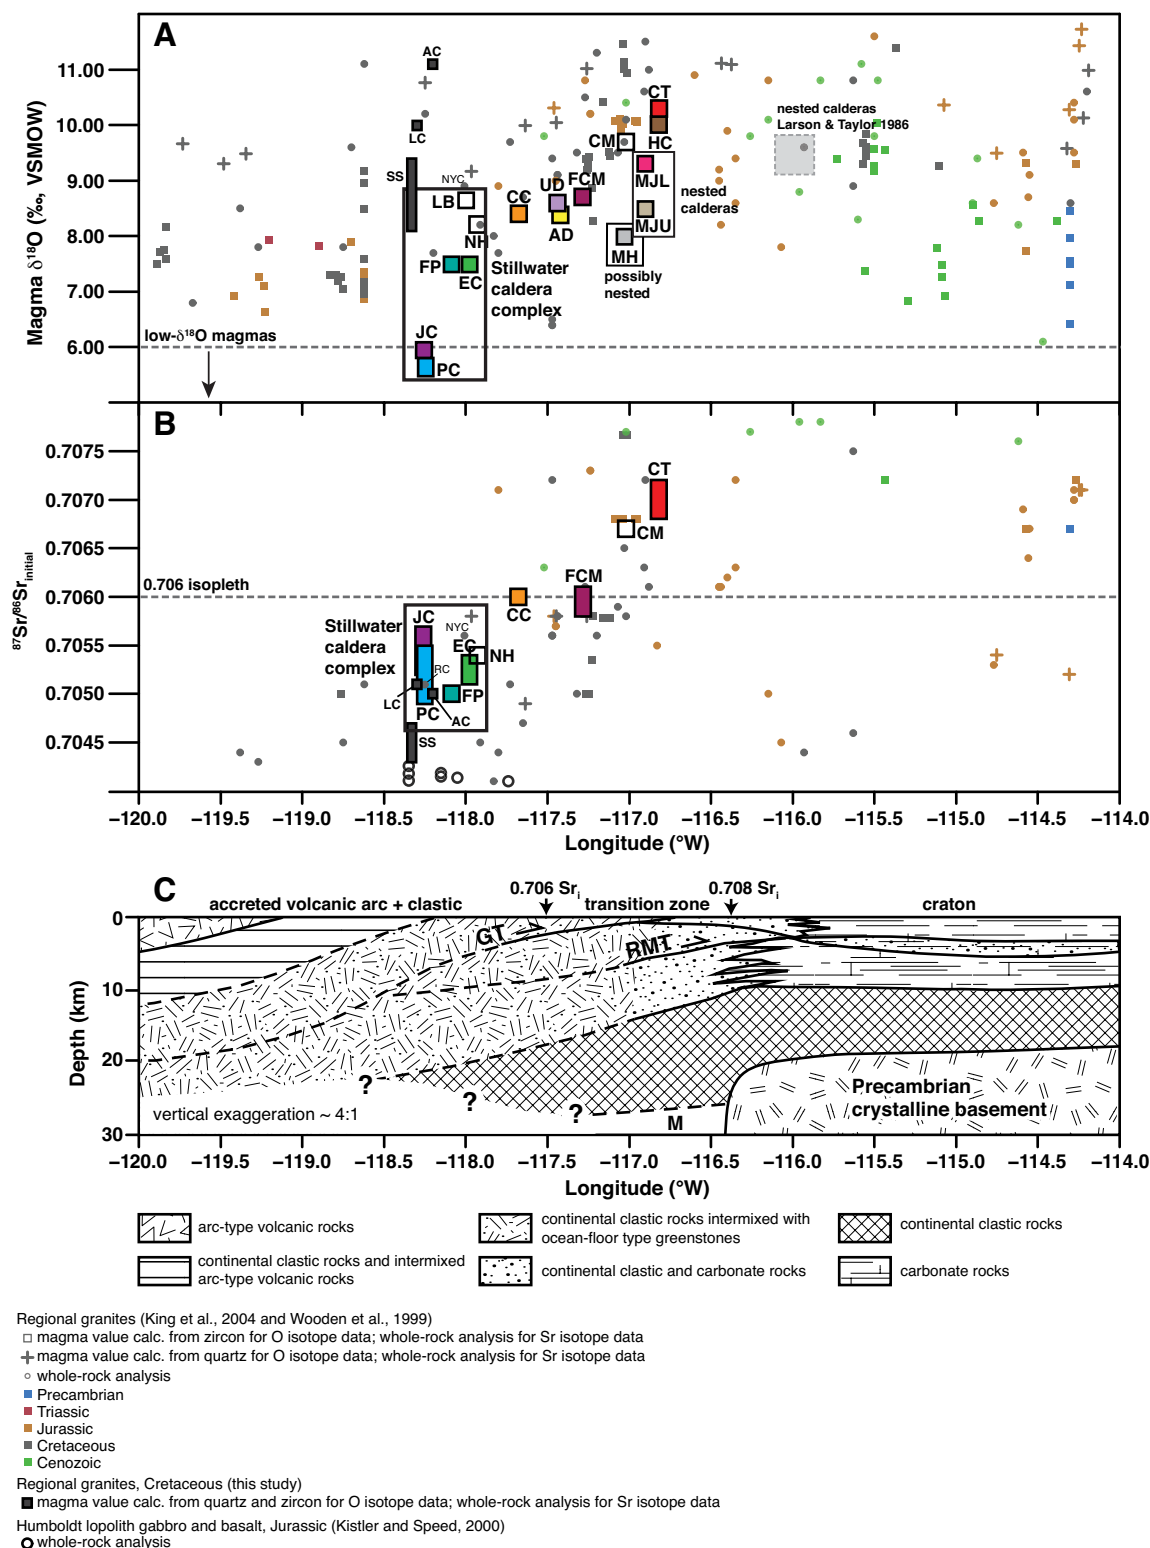 A
Magma δ¹⁸O (‰, VSMOW)
11.00
10.00
9.00
8.00
7.00
6.00
AC
LC
SS
NYC
LB
NH
FP
EC
Stillwater
caldera
complex
JC
PC
CC
UD
AD
FCM
CM
CT
HC
MJL
MJU
nested
calderas
MH
possibly
nested
nested calderas
Larson & Taylor 1986
low-δ¹⁸O magmas
B
⁸⁷Sr/⁸⁶Sr initial
0.7075
0.7070
0.7065
0.7060
0.7055
0.7050
0.7045
0.706 isopleth
CT
CM
FCM
CC
Stillwater
caldera
complex
JC
NYC
EC
NH
RC
LC
FP
PC
AC
SS
−120.0 −119.5 −119.0 −118.5 −118.0 −117.5 −117.0 −116.5 −116.0 −115.5 −115.0 −114.5 −114.0
Longitude (°W)
C
0.706 Srᵢ 0.708 Srᵢ
accreted volcanic arc + clastic transition zone craton
Depth (km)
0
10
20
30
GT
RMT
?
?
?
M
vertical exaggeration ~ 4:1
Precambrian
crystalline basement
−120.0 −119.5 −119.0 −118.5 −118.0 −117.5 −117.0 −116.5 −116.0 −115.5 −115.0 −114.5 −114.0
Longitude (°W)
arc-type volcanic rocks
continental clastic rocks and intermixed
arc-type volcanic rocks
continental clastic rocks intermixed with
ocean-floor type greenstones
continental clastic and carbonate rocks
continental clastic rocks
carbonate rocks
Regional granites (King et al., 2004 and Wooden et al., 1999)
magma value calc. from zircon for O isotope data; whole-rock analysis for Sr isotope data
magma value calc. from quartz for O isotope data; whole-rock analysis for Sr isotope data
whole-rock analysis
Precambrian
Triassic
Jurassic
Cretaceous
Cenozoic
Regional granites, Cretaceous (this study)
magma value calc. from quartz and zircon for O isotope data; whole-rock analysis for Sr isotope data
Humboldt lopolith gabbro and basalt, Jurassic (Kistler and Speed, 2000)
whole-rock analysis